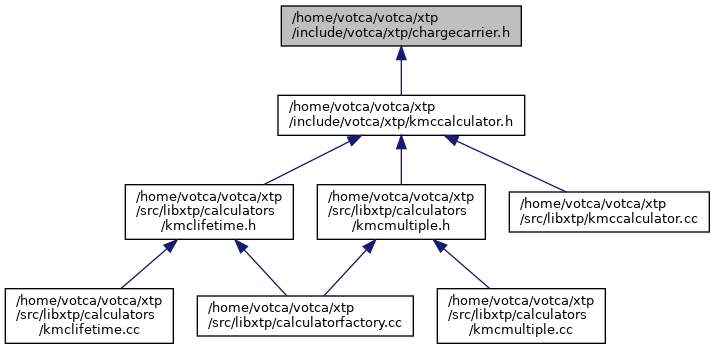 /home/votca/votca/xtp
/include/votca/xtp/chargecarrier.h
/home/votca/votca/xtp
/include/votca/xtp/kmccalculator.h
/home/votca/votca/xtp
/src/libxtp/calculators
/kmclifetime.h
/home/votca/votca/xtp
/src/libxtp/calculators
/kmcmultiple.h
/home/votca/votca/xtp
/src/libxtp/kmccalculator.cc
/home/votca/votca/xtp
/src/libxtp/calculators
/kmclifetime.cc
/home/votca/votca/xtp
/src/libxtp/calculatorfactory.cc
/home/votca/votca/xtp
/src/libxtp/calculators
/kmcmultiple.cc